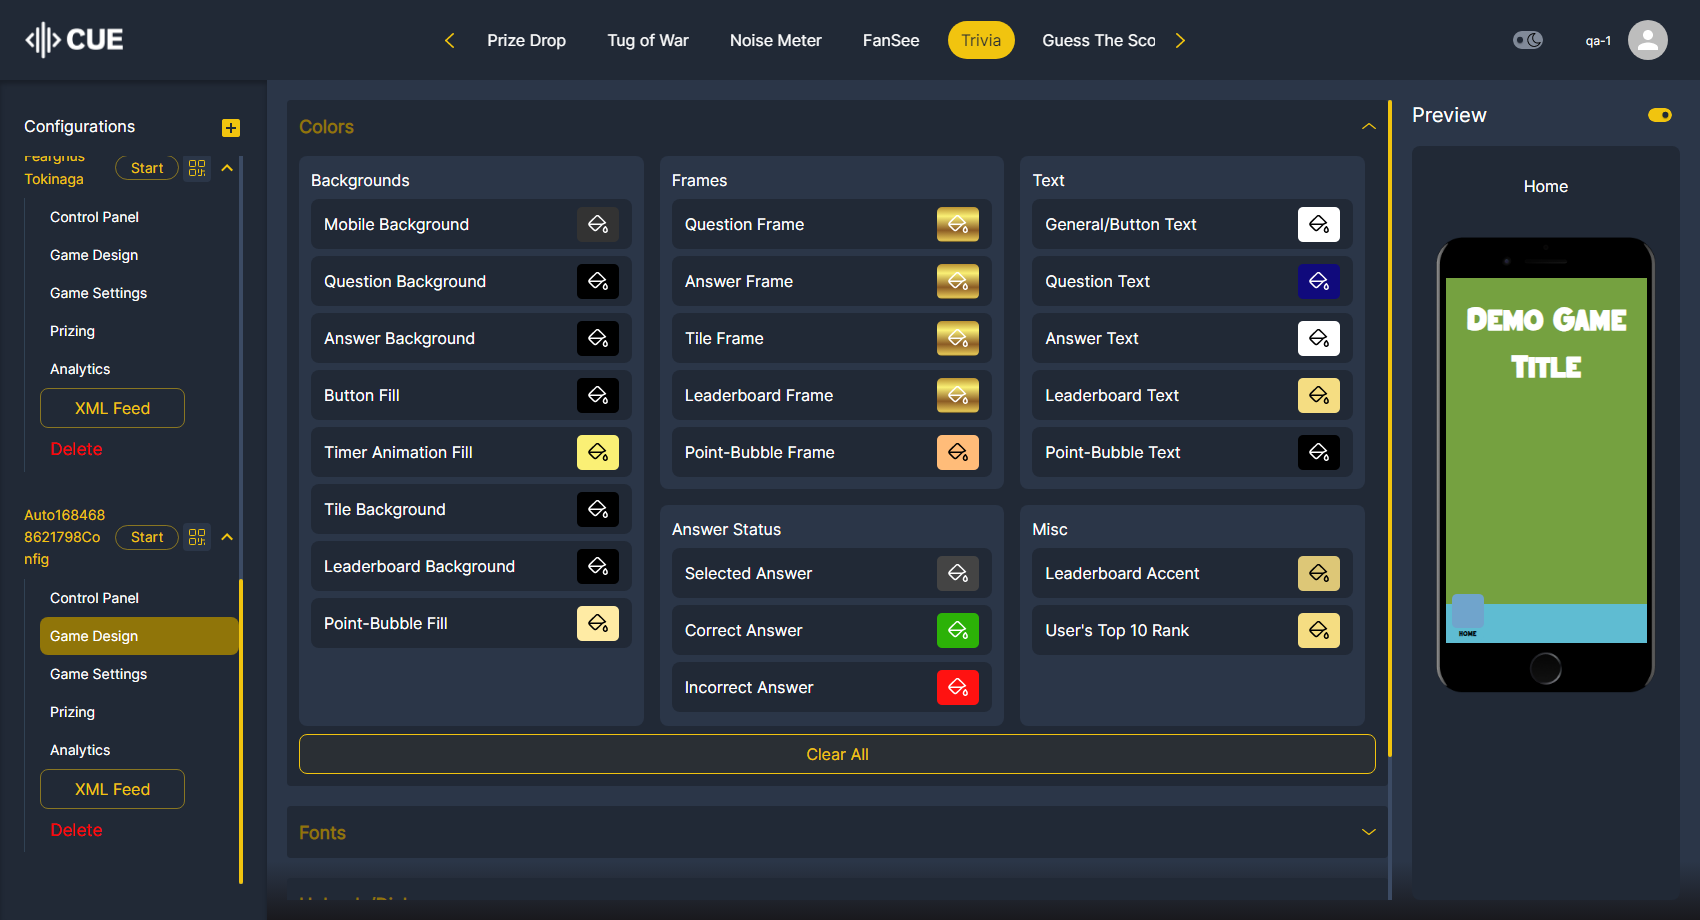 CUE
Prize Drop
Tug of War
Noise Meter
FanSee
Trivia
Guess The Sco
qa-1
Configurations
Fearghus
Tokinaga
Start
Control Panel
Game Design
Game Settings
Prizing
Analytics
XML Feed
Delete
Auto168468
8621798Co
nfig
Start
Control Panel
Game Design
Game Settings
Prizing
Analytics
XML Feed
Delete
Colors
Backgrounds
Mobile Background
Question Background
Answer Background
Button Fill
Timer Animation Fill
Tile Background
Leaderboard Background
Point-Bubble Fill
Frames
Question Frame
Answer Frame
Tile Frame
Leaderboard Frame
Point-Bubble Frame
Text
General/Button Text
Question Text
Answer Text
Leaderboard Text
Point-Bubble Text
Answer Status
Selected Answer
Correct Answer
Incorrect Answer
Misc
Leaderboard Accent
User's Top 10 Rank
Clear All
Fonts
Preview
Home
Demo Game
Title
HOME